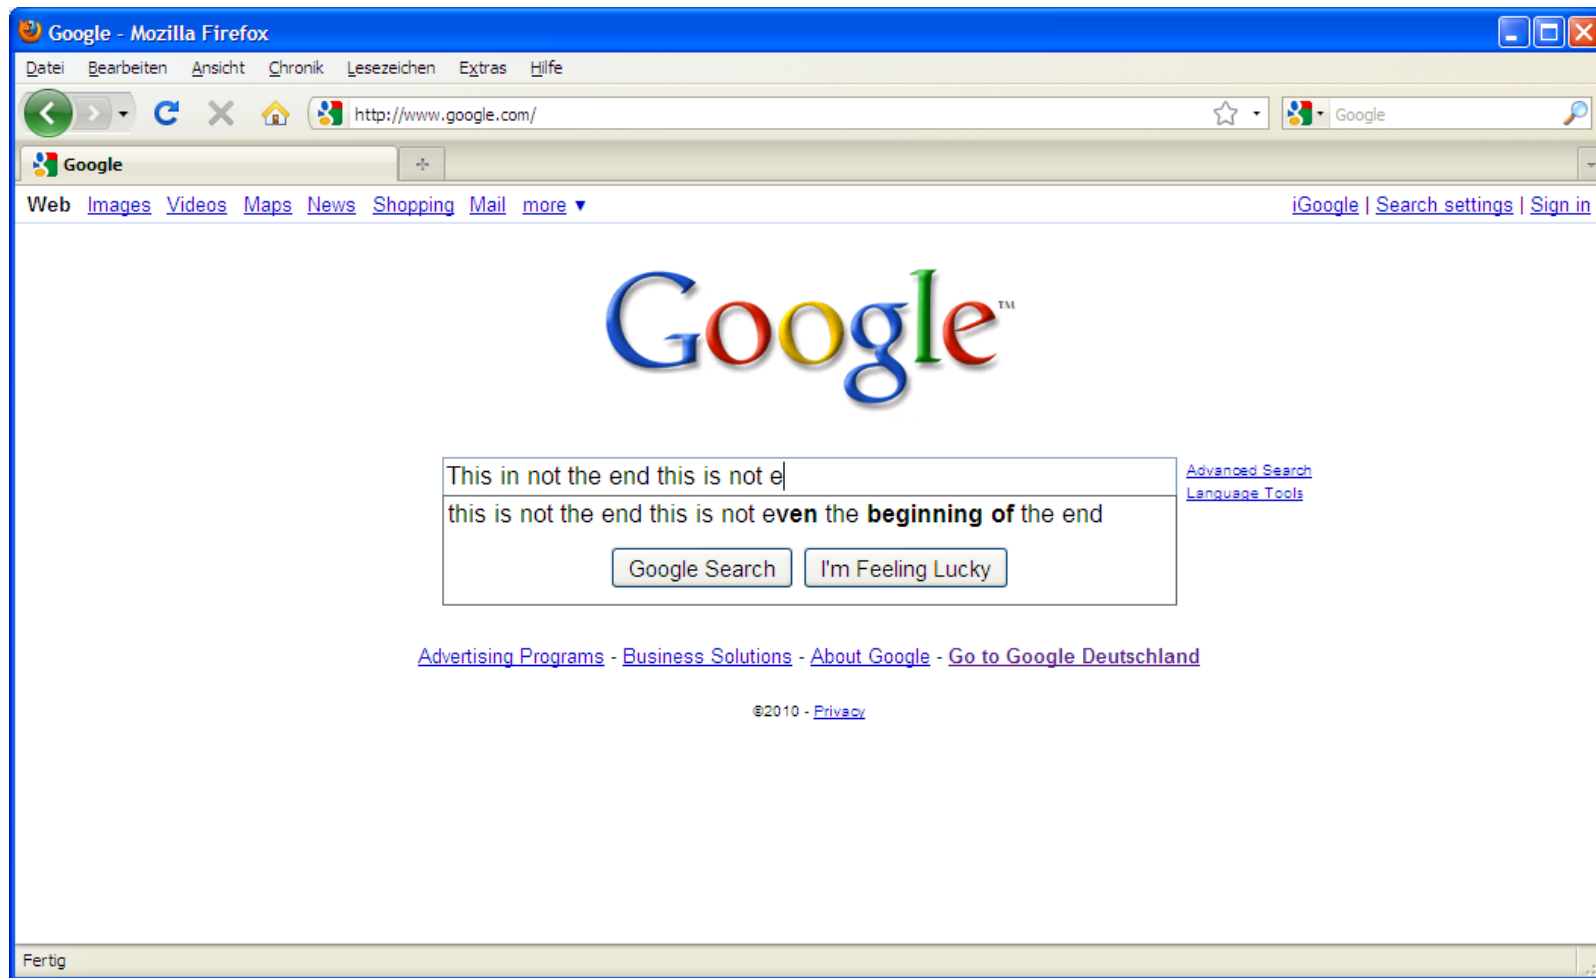 Google - Mozilla Firefox
Datei Bearbeiten Ansicht Chronik Lesezeichen Extras Hilfe
http://www.google.com/ Google
Google
Web Images Videos Maps News Shopping Mail more ▼ iGoogle | Search settings | Sign in
Google™
This in not the end this is not e Advanced Search
Language Tools
this is not the end this is not even the beginning of the end
Google Search I'm Feeling Lucky
Advertising Programs - Business Solutions - About Google - Go to Google Deutschland
©2010 - Privacy
Fertig